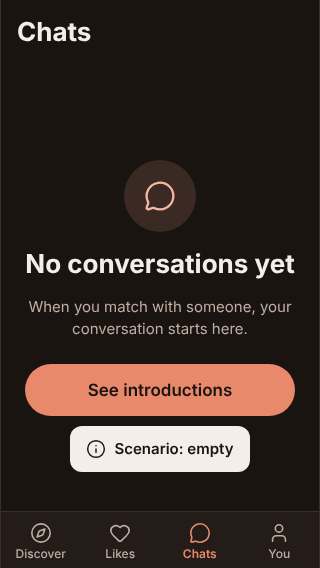 Chats
No conversations yet
When you match with someone, your
conversation starts here.
See introductions
Scenario: empty
Discover
Likes
Chats
You